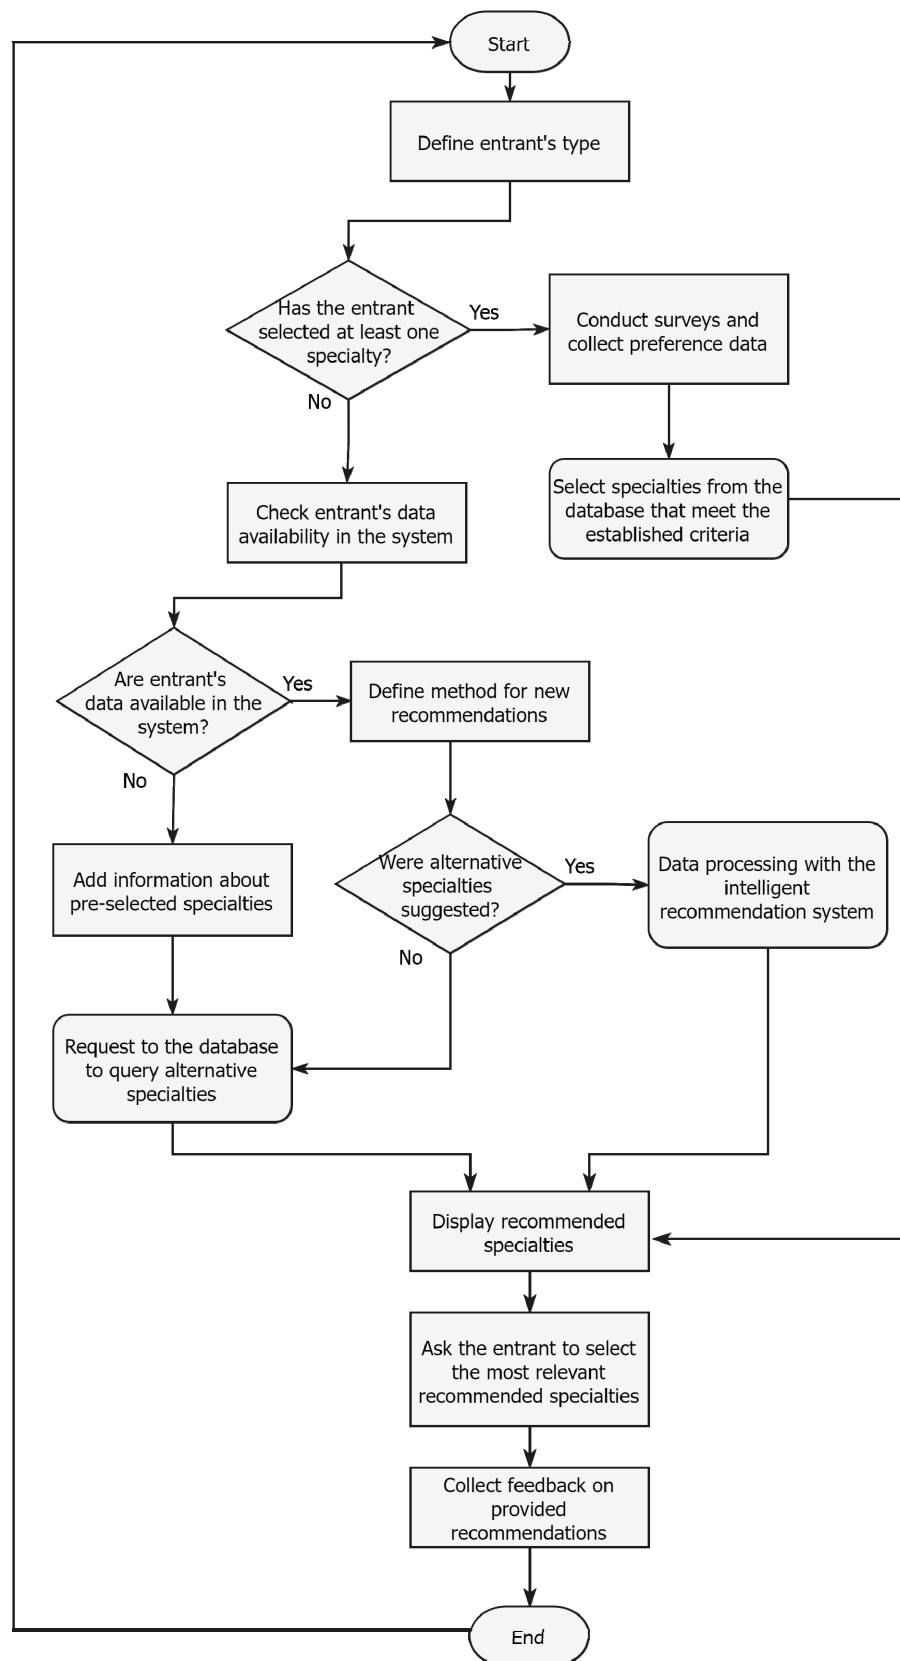 Start
Define entrant's type
Has the entrant
selected at least one
specialty?
Yes
No
Conduct surveys and
collect preference data
Select specialties from the
database that meet the
established criteria
Check entrant's data
availability in the system
Are entrant's
data available in the
system?
Yes
No
Define method for new
recommendations
Were alternative
specialties
suggested?
Yes
No
Data processing with the
intelligent
recommendation system
Add information about
pre-selected specialties
Request to the database
to query alternative
specialties
Display recommended
specialties
Ask the entrant to select
the most relevant
recommended specialties
Collect feedback on
provided
recommendations
End